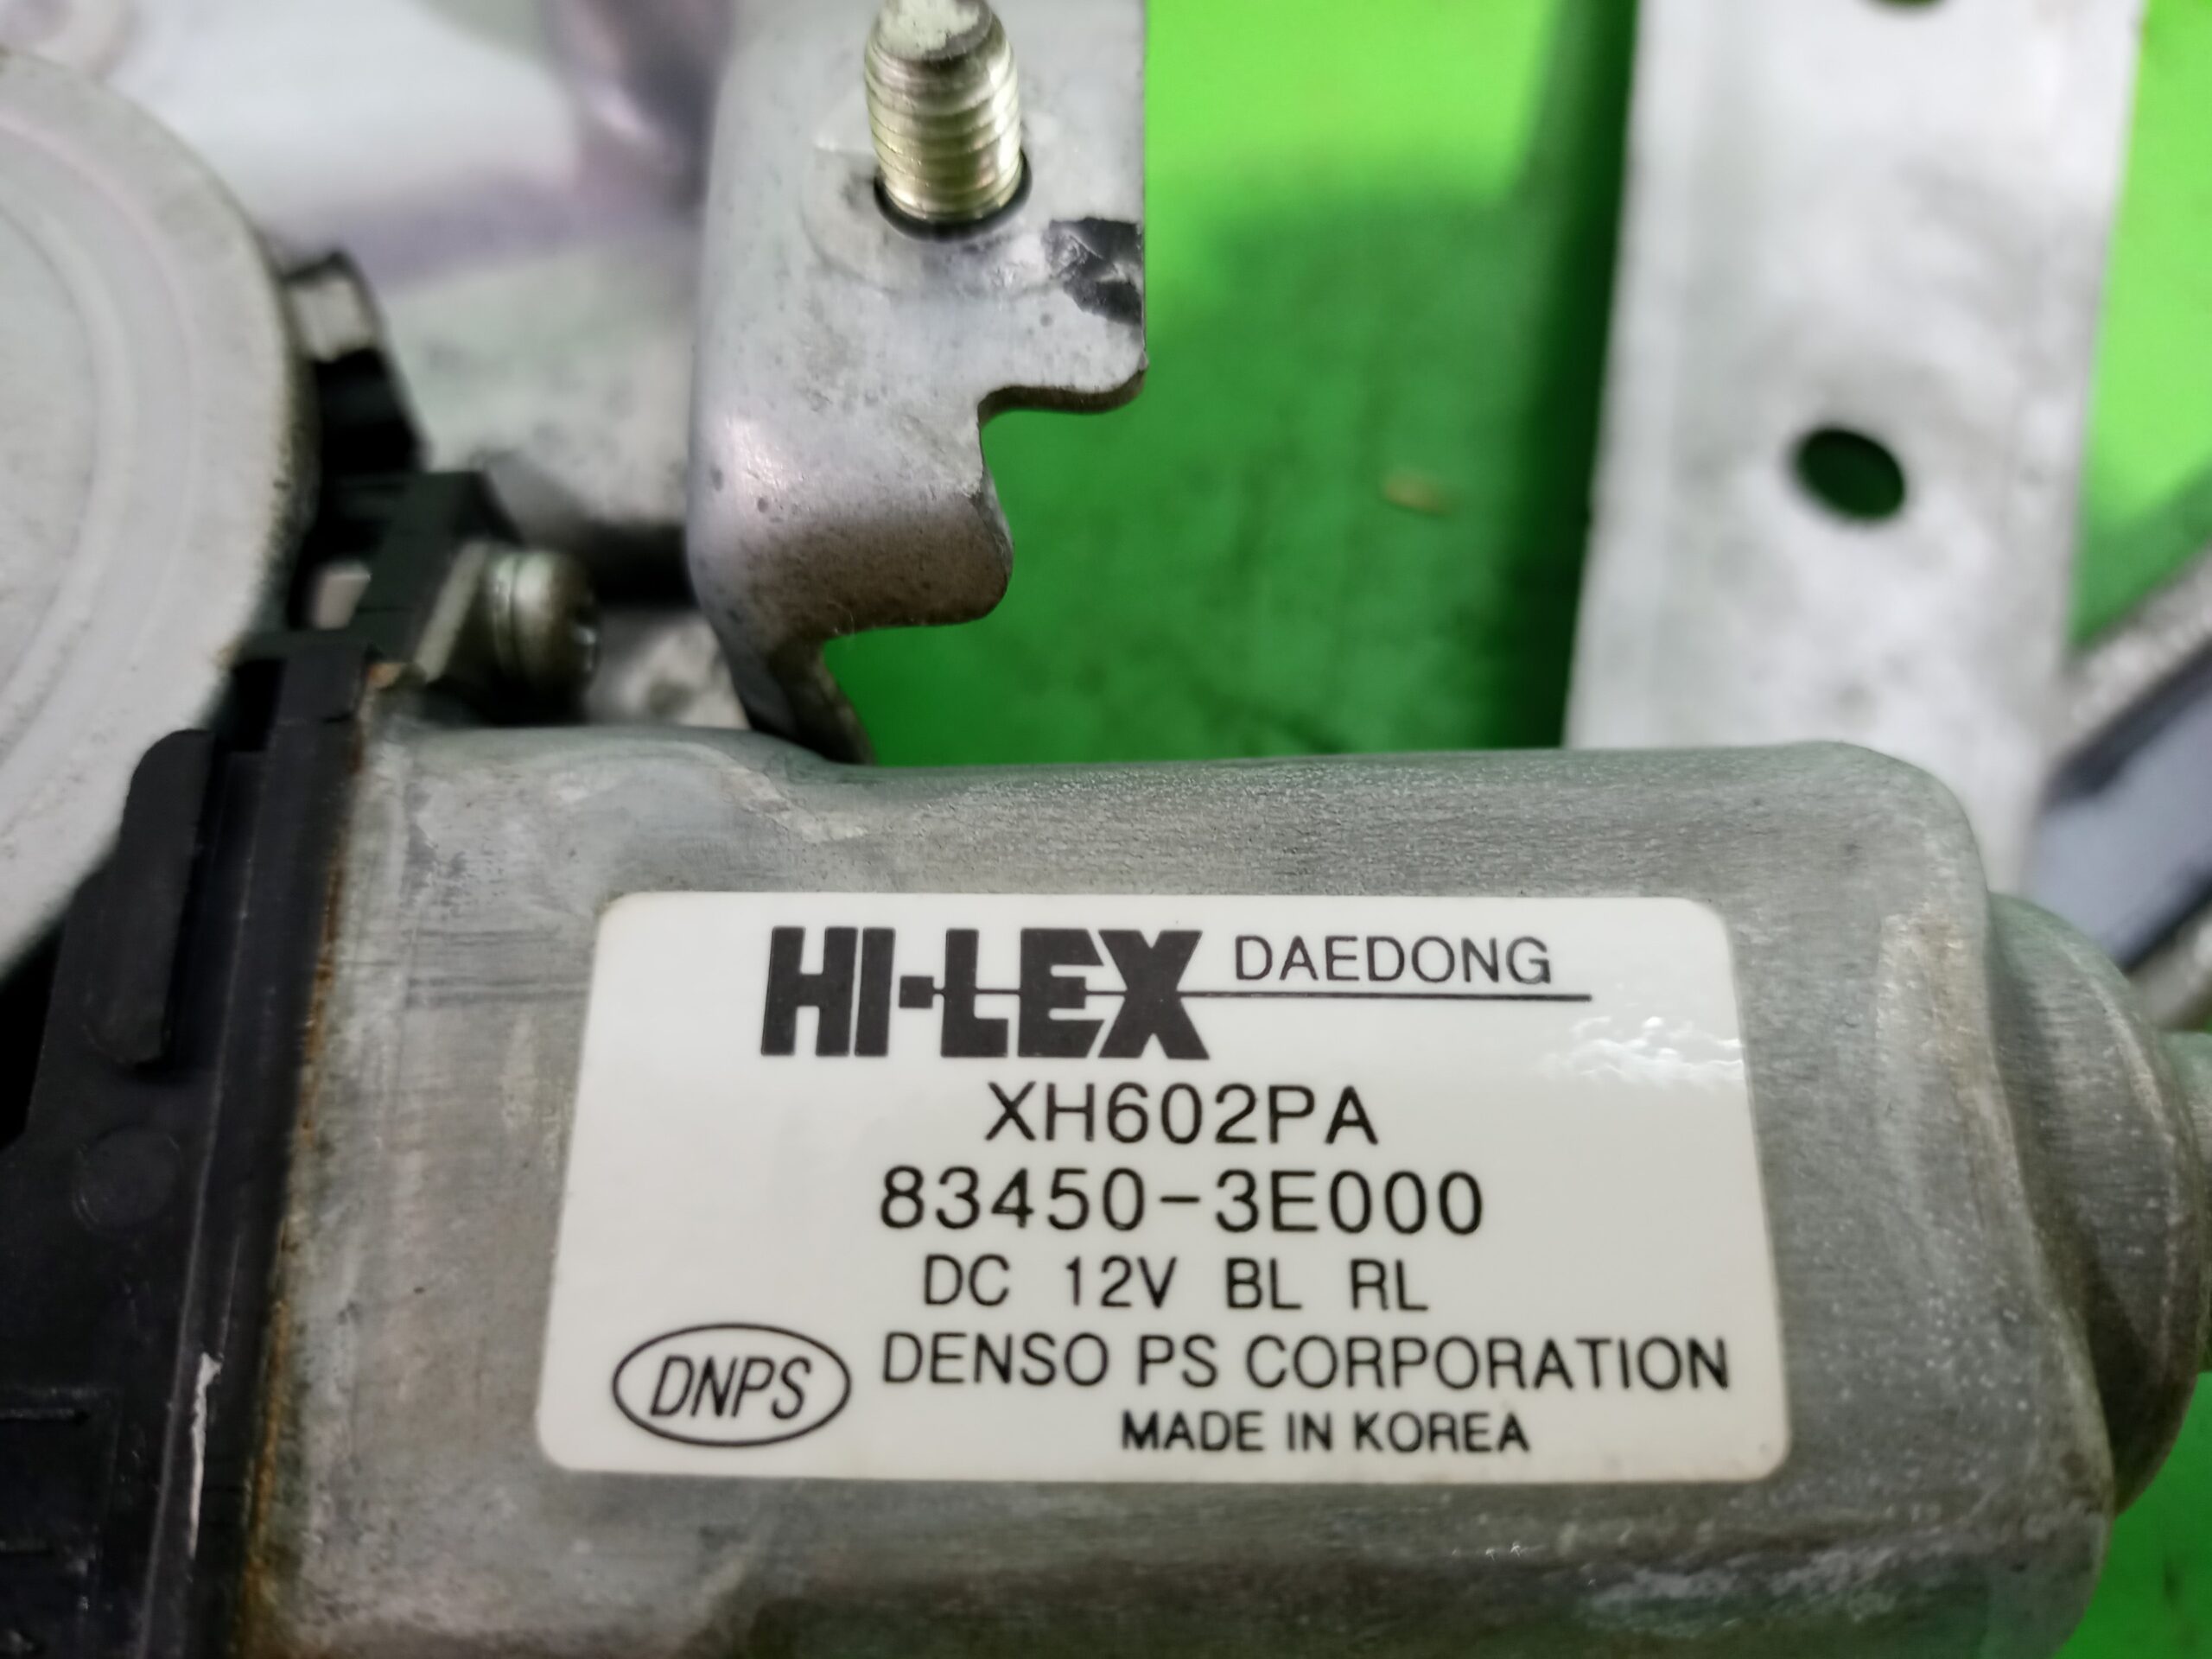 HI-LEX DAEDONG
XH602PA
83450-3E000
DC 12V BL RL
DNPS DENSO PS CORPORATION
MADE IN KOREA